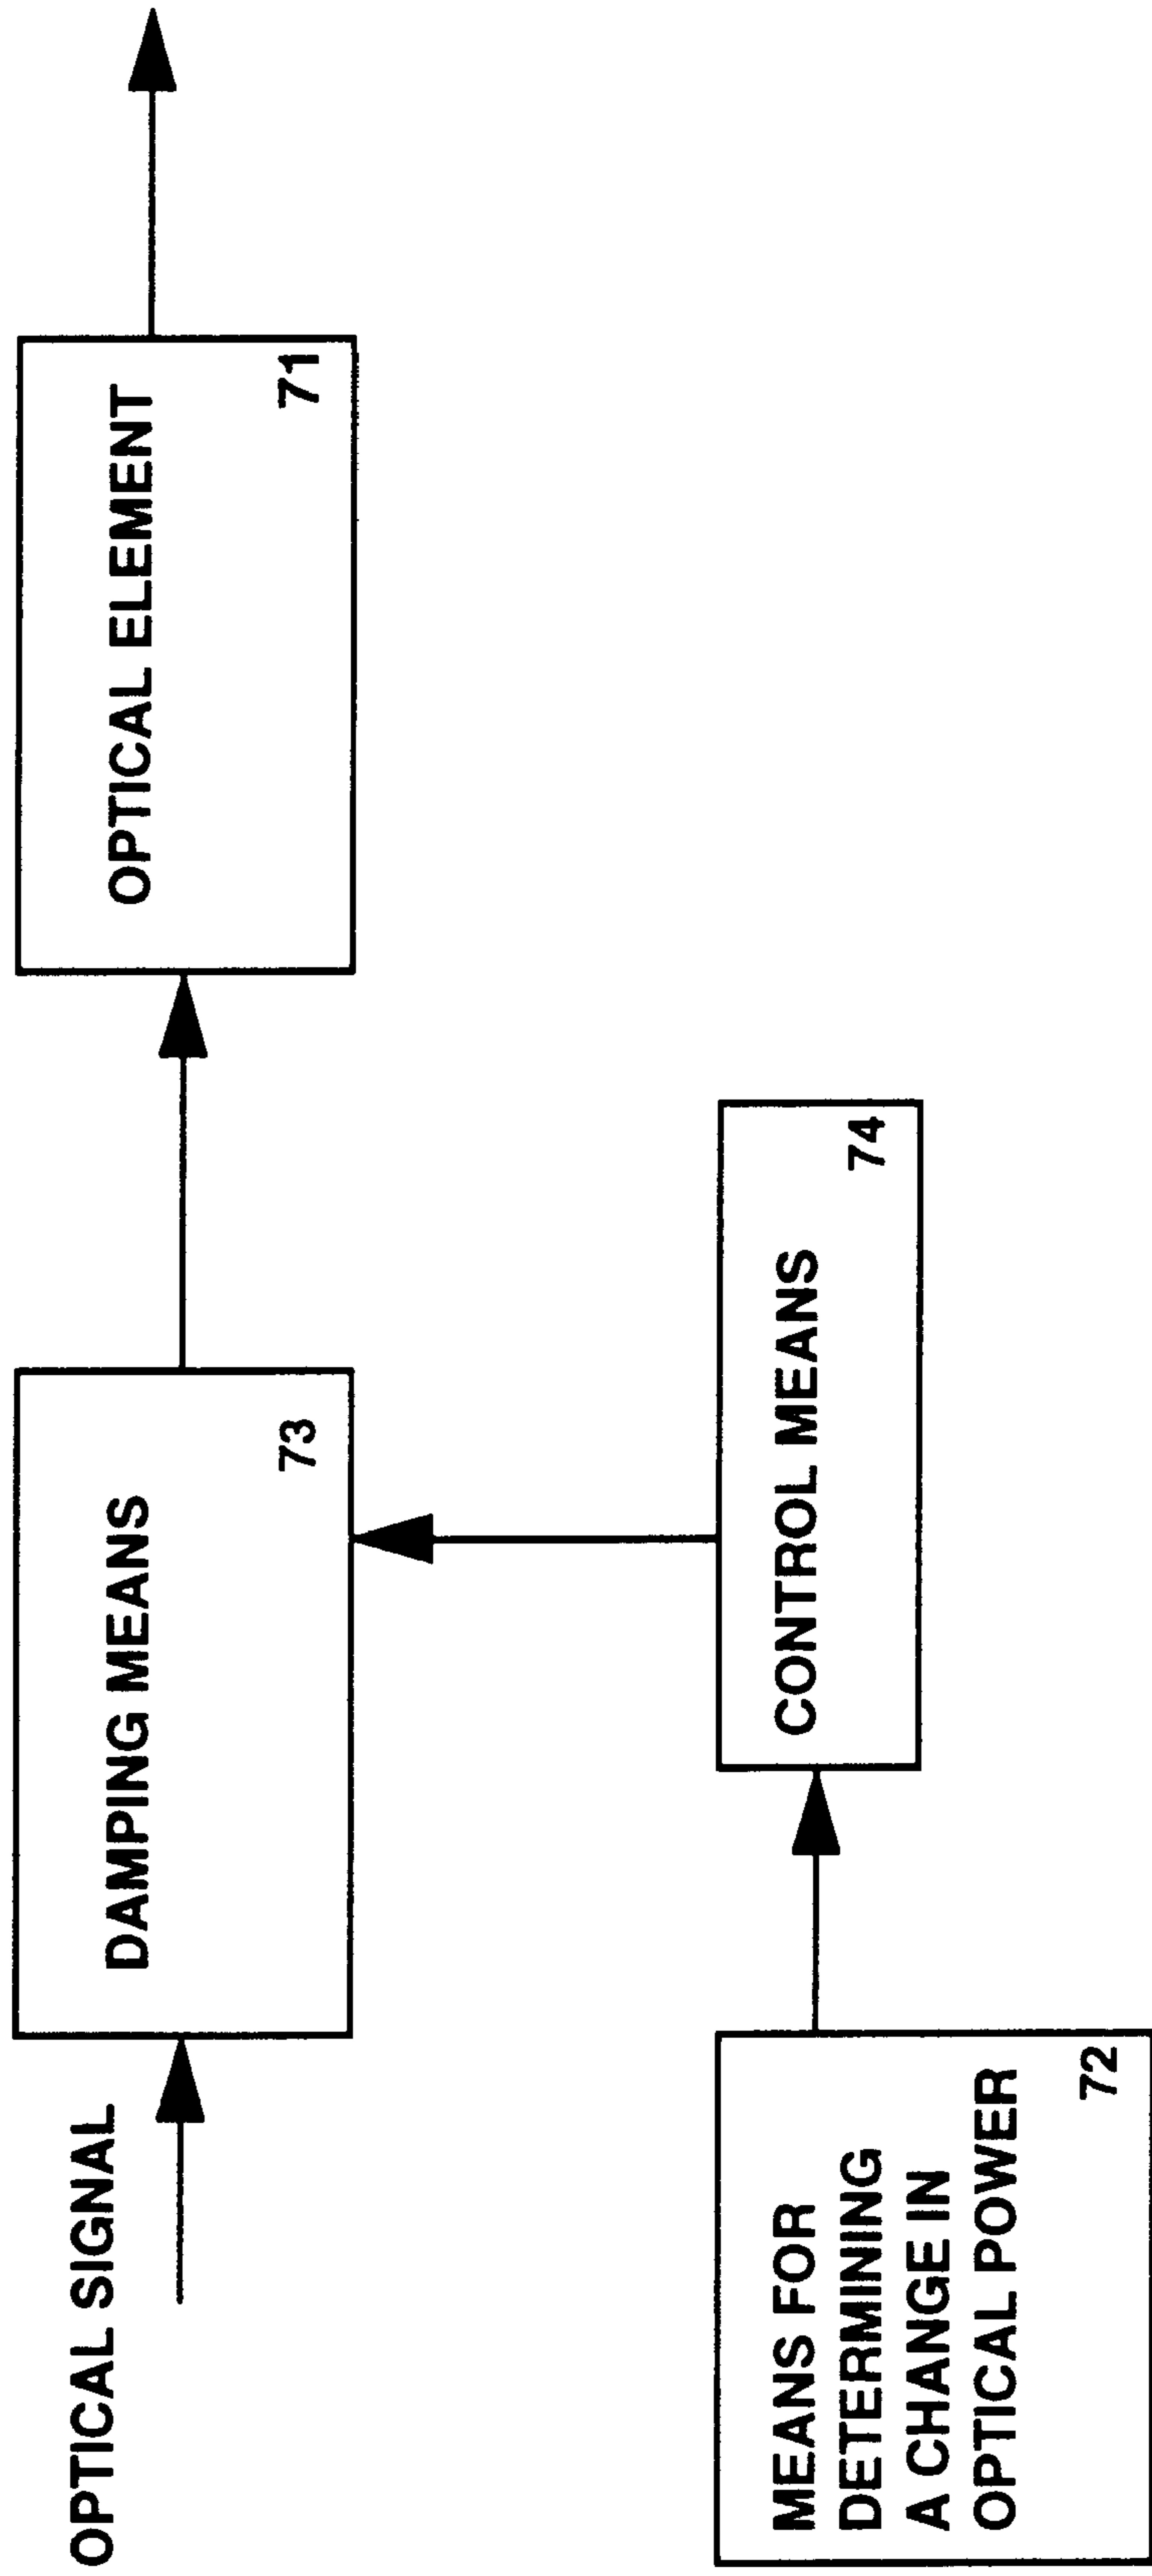 OPTICAL SIGNAL
DAMPING MEANS
73
OPTICAL ELEMENT
71
MEANS FOR
DETERMINING
A CHANGE IN
OPTICAL POWER
72
CONTROL MEANS
74